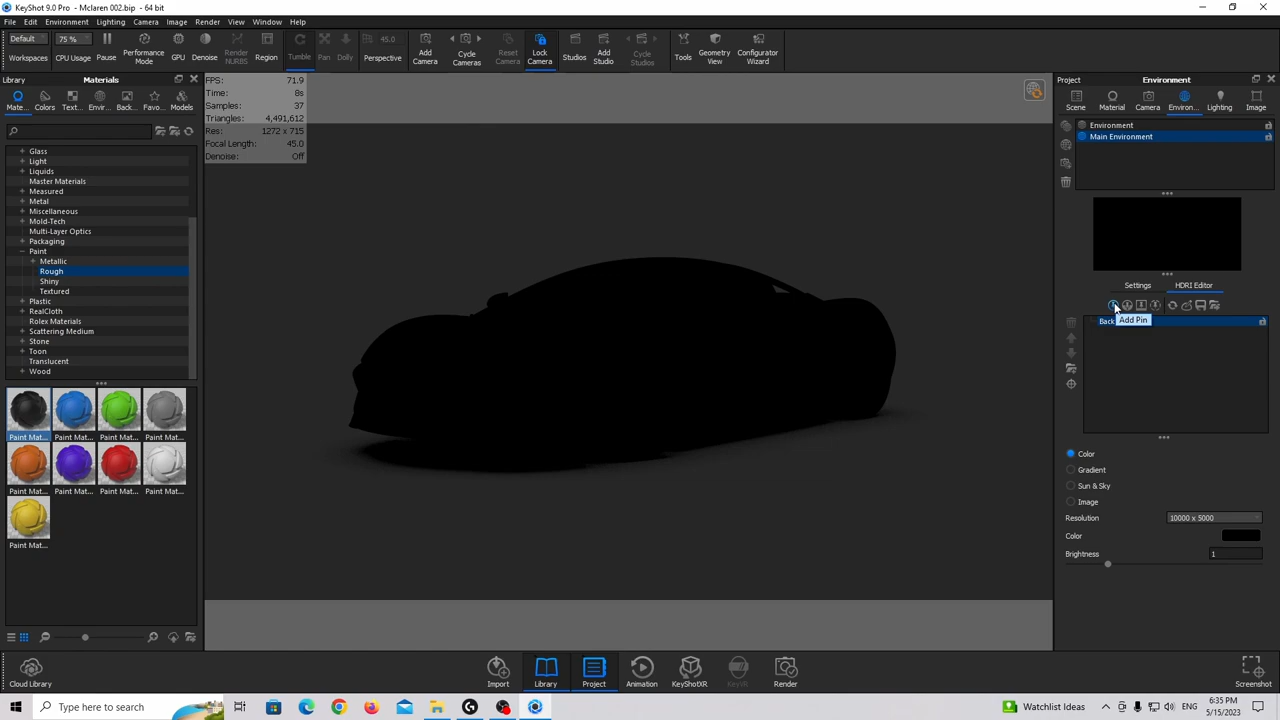 KeyShot 9.0 Pro - Mclaren 002.bip - 64 bit
File Edit Environment Lighting Camera Image Render View Window Help
Default 75 % 45.0
Workspaces CPU Usage Pause Performance Mode GPU Denoise Render NURBS Region Tumble Pan Dolly Perspective Add Camera Cycle Cameras Reset Camera Lock Camera Studios Add Studio Cycle Studios Tools Geometry View Configurator Wizard
Library Materials
Mate... Colors Text... Envir... Back... Favo... Models
Glass
Light
Liquids
Master Materials
Measured
Metal
Miscellaneous
Mold-Tech
Multi-Layer Optics
Packaging
Paint
Metallic
Rough
Shiny
Textured
Plastic
RealCloth
Rolex Materials
Scattering Medium
Stone
Toon
Translucent
Wood
Paint Mat... Paint Mat... Paint Mat... Paint Mat...
Paint Mat... Paint Mat... Paint Mat... Paint Mat...
Paint Mat...
Cloud Library
FPS: 71.9
Time: 8s
Samples: 37
Triangles: 4,491,612
Res: 1272 x 715
Focal Length: 45.0
Denoise: Off
Project Environment
Scene Material Camera Environ... Lighting Image
Environment
Main Environment
Settings HDRI Editor
Back
Add Pin
Color
Gradient
Sun & Sky
Image
Resolution 10000 x 5000
Color
Brightness 1
Import Library Project Animation KeyShotXR KeyVR Render Screenshot
Type here to search
Watchlist Ideas
ENG
6:35 PM
5/15/2023